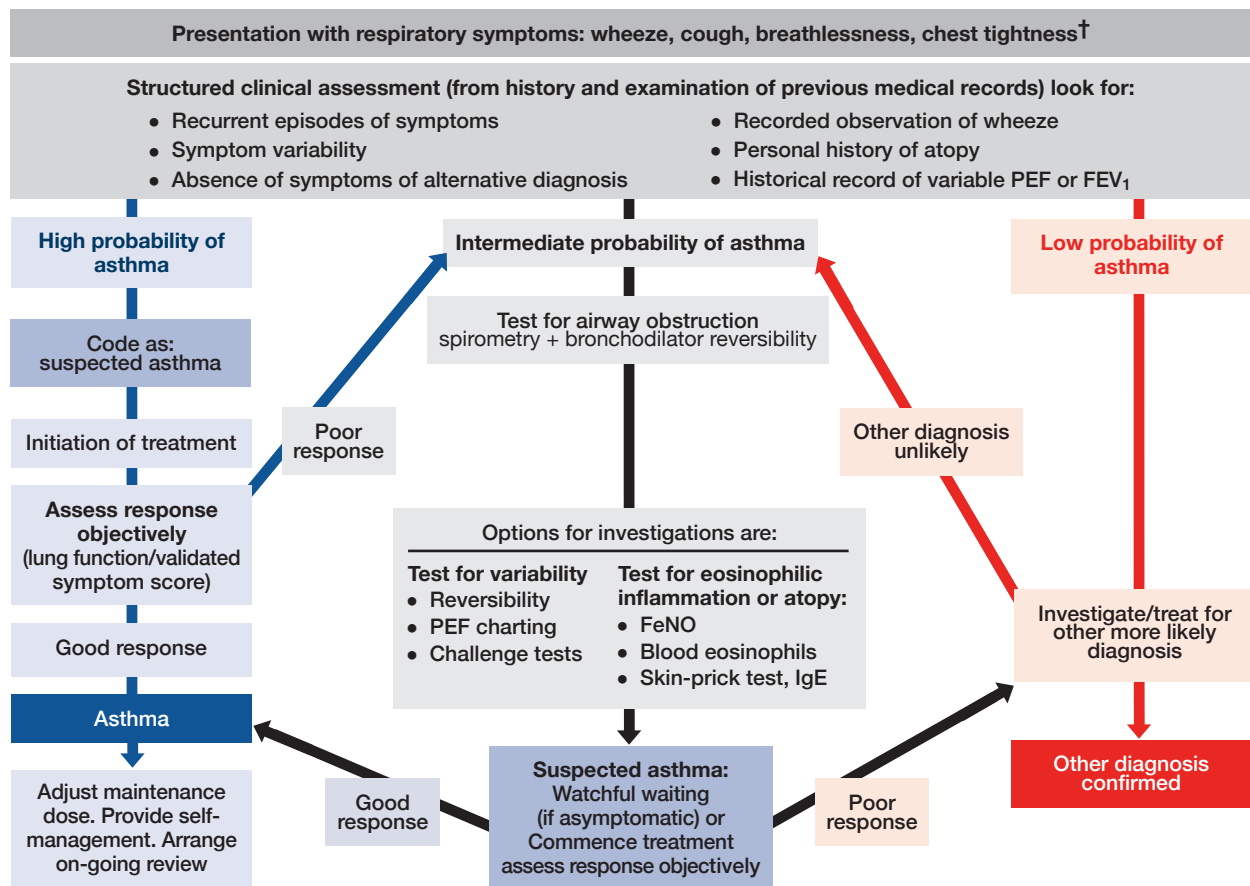 Presentation with respiratory symptoms: wheeze, cough, breathlessness, chest tightness†
Structured clinical assessment (from history and examination of previous medical records) look for:
• Recurrent episodes of symptoms
• Symptom variability
• Absence of symptoms of alternative diagnosis
• Recorded observation of wheeze
• Personal history of atopy
• Historical record of variable PEF or FEV₁
High probability of
asthma
Intermediate probability of asthma
Low probability of
asthma
Code as:
suspected asthma
Test for airway obstruction
spirometry + bronchodilator reversibility
Initiation of treatment
Poor
response
Other diagnosis
unlikely
Assess response
objectively
(lung function/validated
symptom score)
Options for investigations are:
Test for variability
• Reversibility
• PEF charting
• Challenge tests
Test for eosinophilic
inflammation or atopy:
• FeNO
• Blood eosinophils
• Skin-prick test, IgE
Investigate/treat for
other more likely
diagnosis
Good response
Asthma
Suspected asthma:
Watchful waiting
(if asymptomatic) or
Commence treatment
assess response objectively
Other diagnosis
confirmed
Adjust maintenance
dose. Provide self-
management. Arrange
on-going review
Good
response
Poor
response